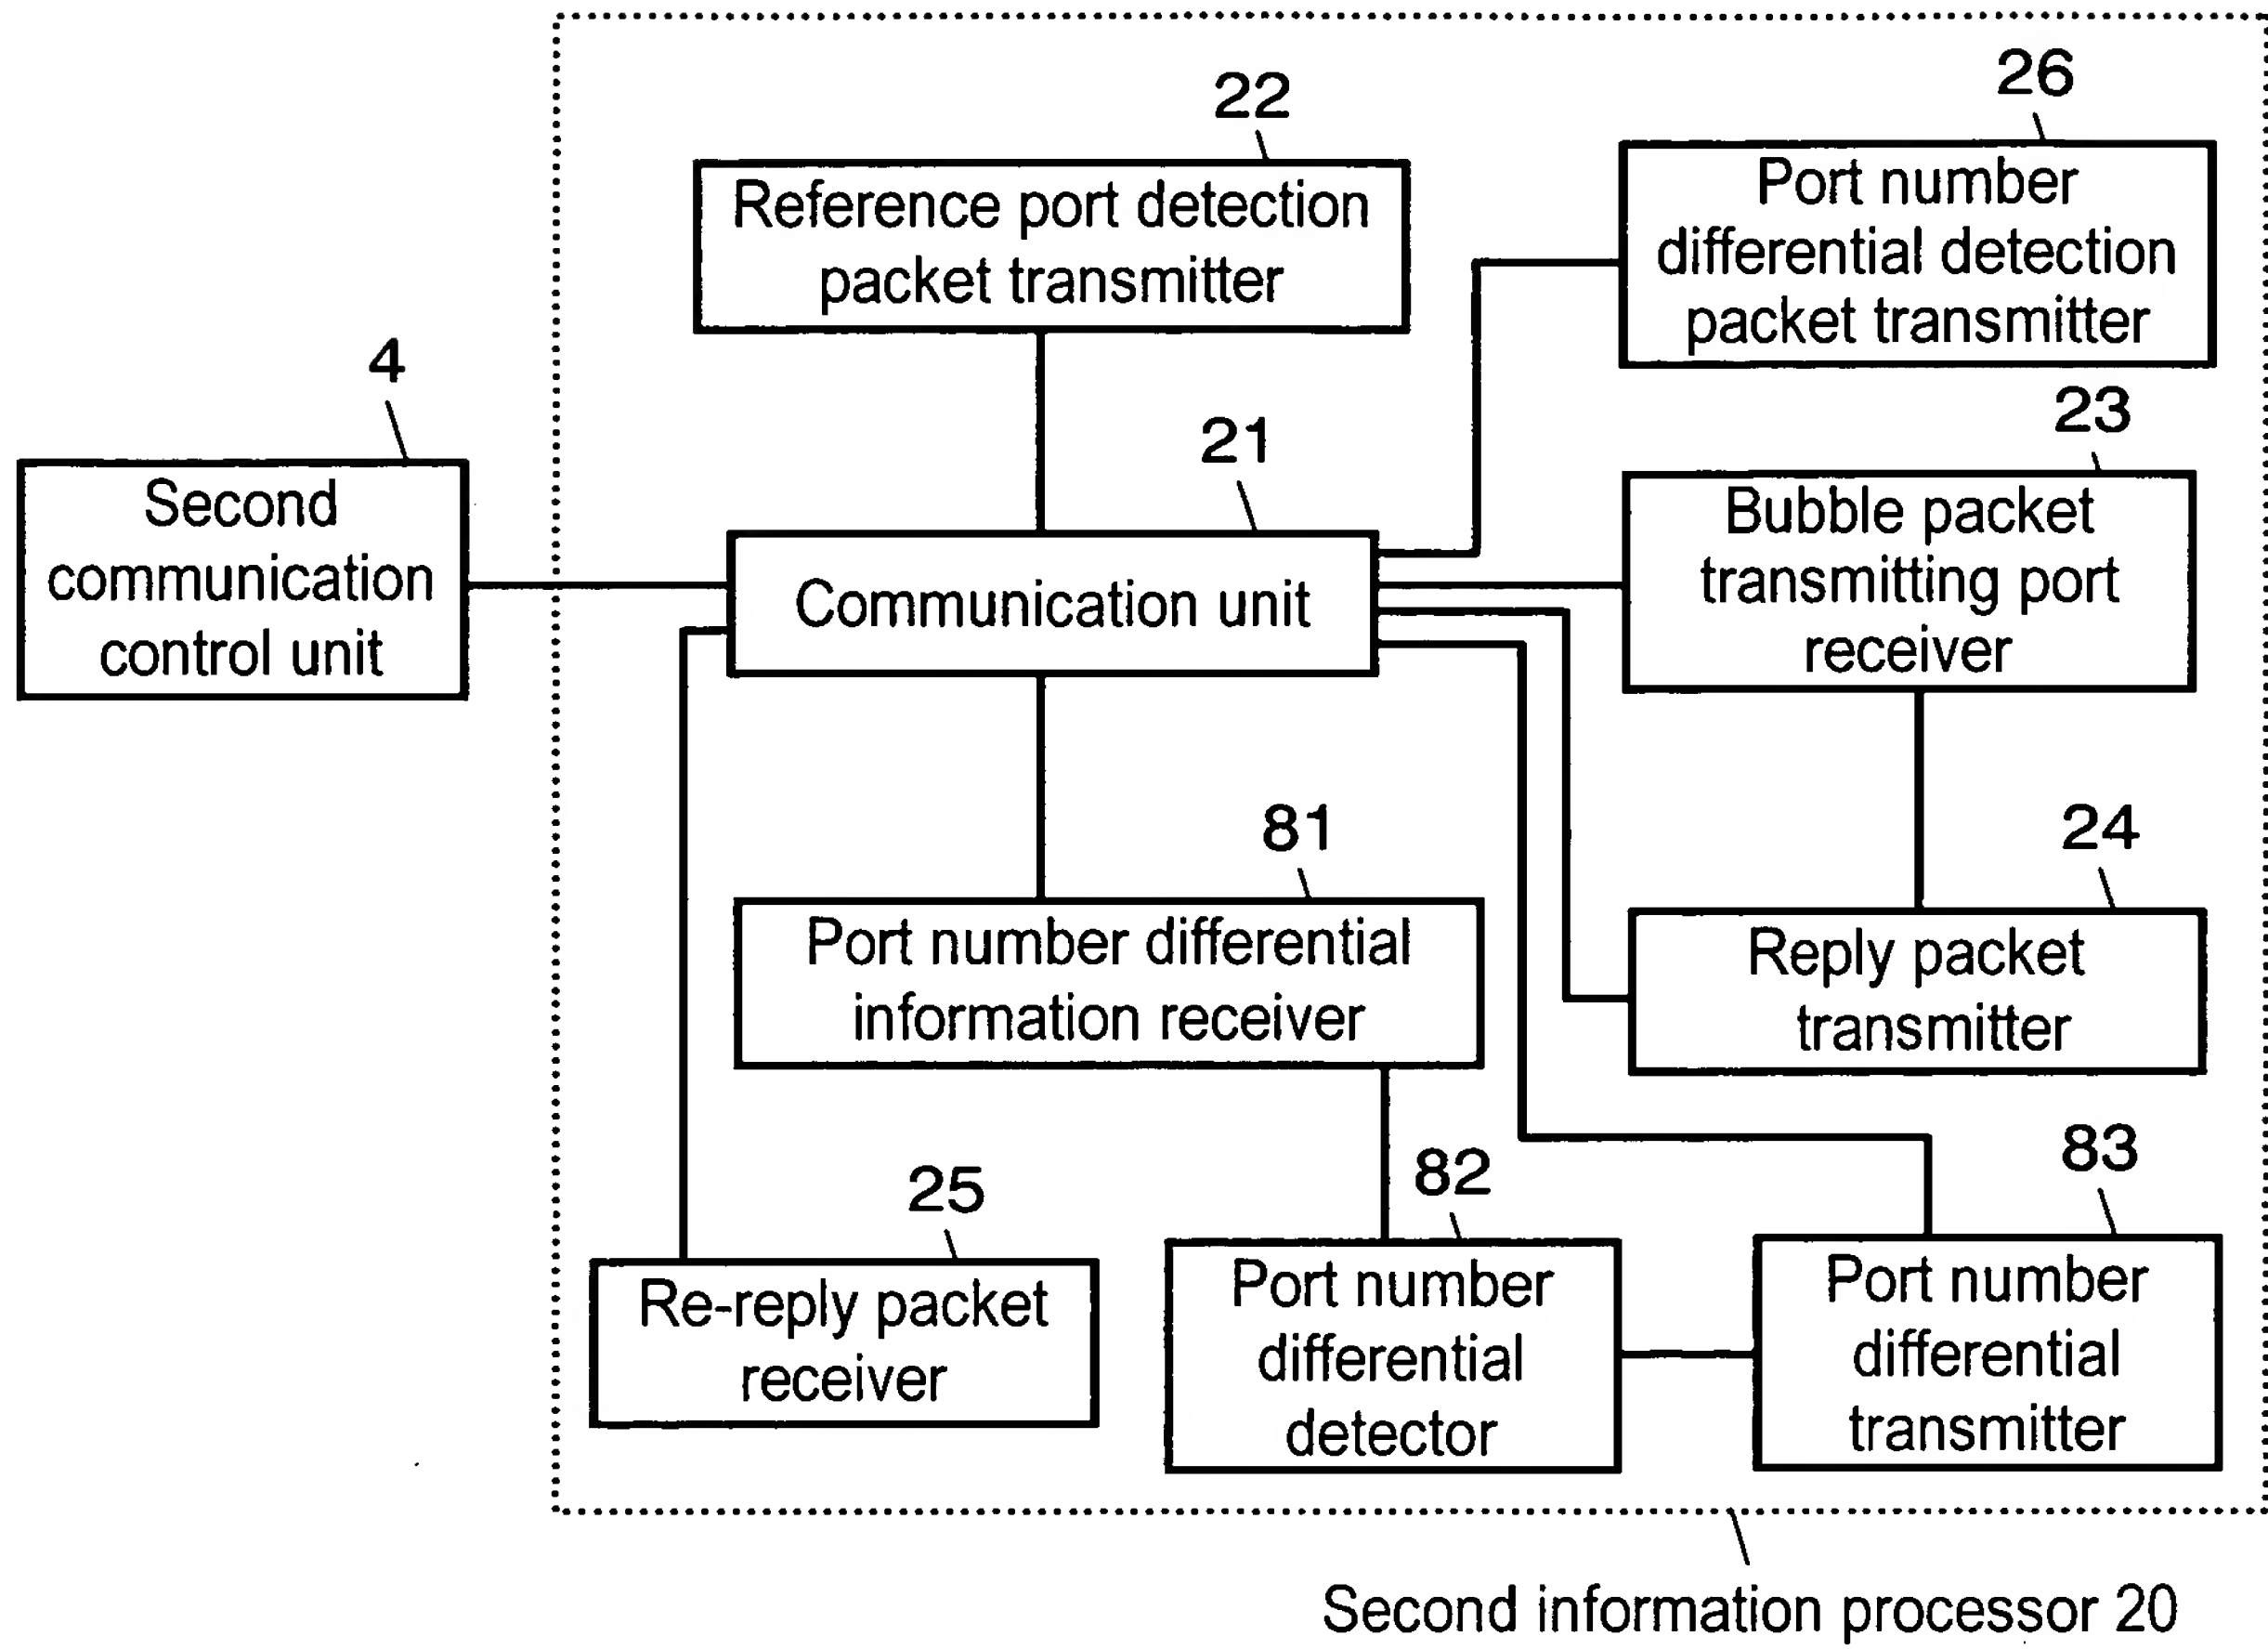 22
Reference port detection
packet transmitter
26
Port number
differential detection
packet transmitter
4
Second
communication
control unit
21
Communication unit
23
Bubble packet
transmitting port
receiver
81
Port number differential
information receiver
24
Reply packet
transmitter
25
Re-reply packet
receiver
82
Port number
differential
detector
83
Port number
differential
transmitter
Second information processor 20